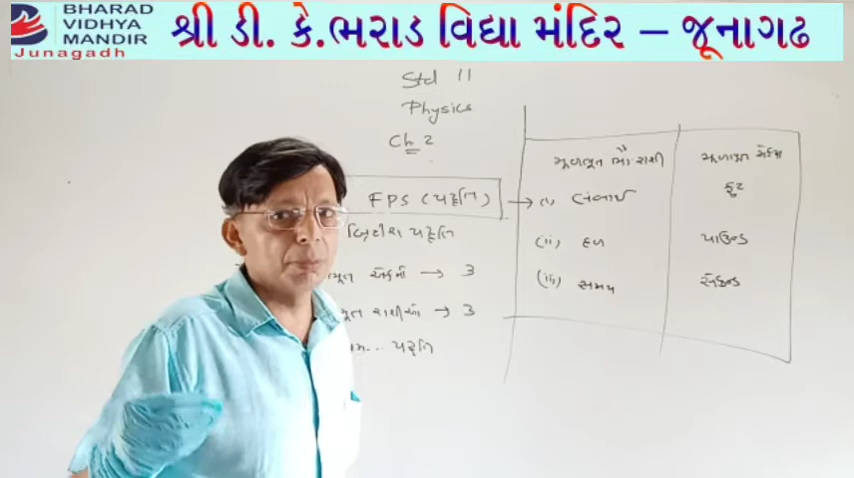 BHARAD
VIDHYA
MANDIR
Junagadh
શ્રી ડી. કે.ભરાડ વિદ્યા મંદિર – જૂનાગઢ
Std 11
Physics
Ch 2
FPS (પદ્ધતિ) →
બ્રિટીશ પદ્ધતિ
એકમો → 3
રાશીઓ → 3
પદ્ધતિ
મૂળભૂત ભૌ. રાશી
મૂળભૂત એકમ
(i) લંબાઈ
ફુટ
(ii) દળ
પાઉન્ડ
(iii) સમય
સેકન્ડ